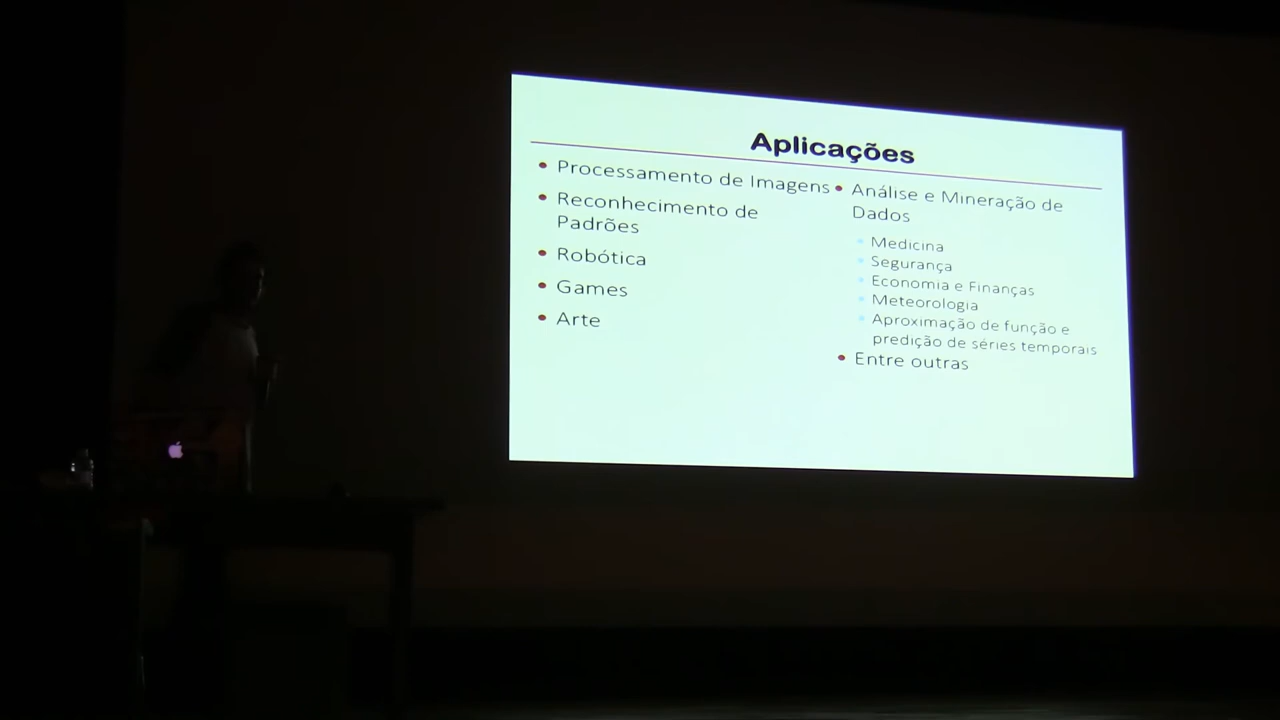 Aplicações
Processamento de Imagens
Reconhecimento de
Padrões
Robótica
Games
Arte
Análise e Mineração de
Dados
Medicina
Segurança
Economia e Finanças
Meteorologia
Aproximação de função e
predição de séries temporais
Entre outras